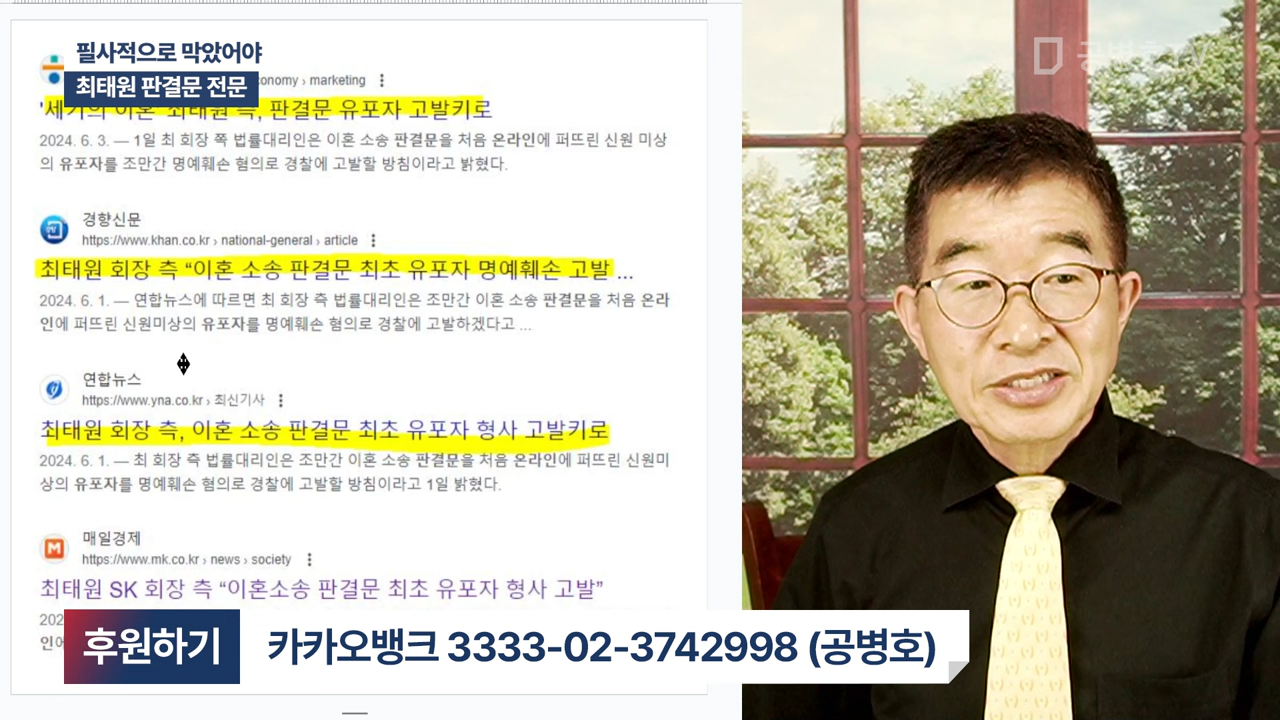 필사적으로 막았어야
최태원 판결문 전문
conomy › marketing
'세기의 이혼' 최태원 측, 판결문 유포자 고발키로
2024. 6. 3. — 1일 최 회장 쪽 법률대리인은 이혼 소송 판결문을 처음 온라인에 퍼뜨린 신원 미상
의 유포자를 조만간 명예훼손 혐의로 경찰에 고발할 방침이라고 밝혔다.
경향신문
https://www.khan.co.kr › national-general › article
최태원 회장 측 “이혼 소송 판결문 최초 유포자 명예훼손 고발 ...
2024. 6. 1. — 연합뉴스에 따르면 최 회장 측 법률대리인은 조만간 이혼 소송 판결문을 처음 온라
인에 퍼뜨린 신원미상의 유포자를 명예훼손 혐의로 경찰에 고발하겠다고 ...
연합뉴스
https://www.yna.co.kr › 최신기사
최태원 회장 측, 이혼 소송 판결문 최초 유포자 형사 고발키로
2024. 6. 1. — 최 회장 측 법률대리인은 조만간 이혼 소송 판결문을 처음 온라인에 퍼뜨린 신원미
상의 유포자를 명예훼손 혐의로 경찰에 고발할 방침이라고 1일 밝혔다.
매일경제
https://www.mk.co.kr › news › society
최태원 SK 회장 측 “이혼소송 판결문 최초 유포자 형사 고발”
202
인에
후원하기
카카오뱅크 3333-02-3742998 (공병호)
공병호TV